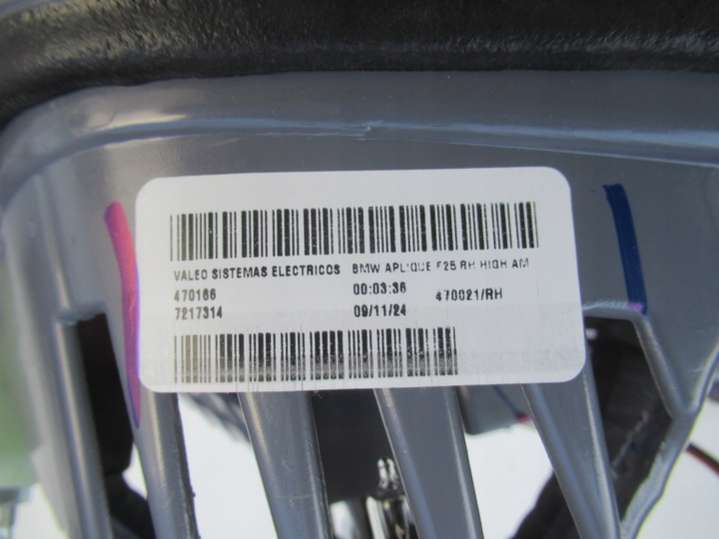 VALEO SISTEMAS ELECTRICOS BMW APLIQUE F25 RH HIGH AM
470166 00:03:36 470021/RH
7217314 09/11/24